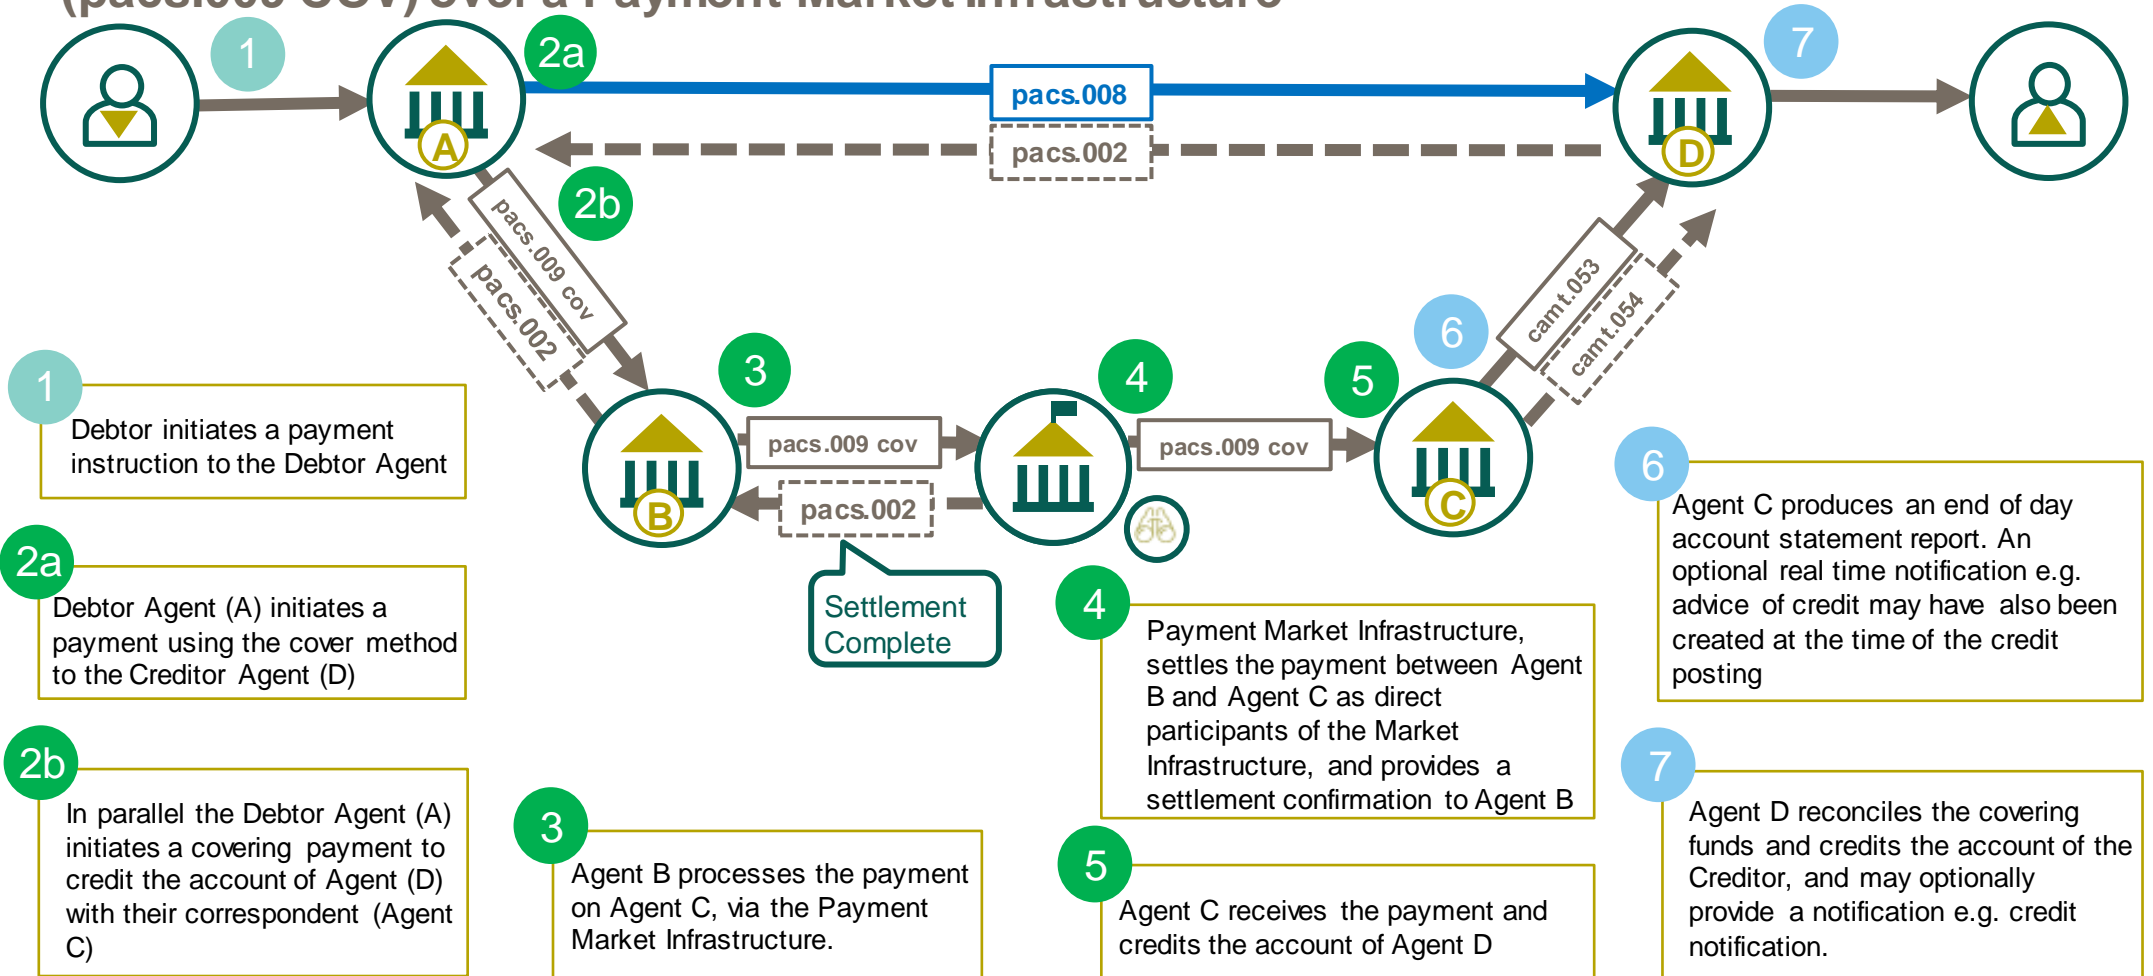 (pacs.009 COV) over a Payment Market Infrastructure
1
2a
7
pacs.008
pacs.002
A
D
2b
pacs.009 cov
pacs.002
camt.053
camt.054
6
3
4
5
pacs.009 cov
pacs.009 cov
pacs.002
B
C
Settlement
Complete
1
Debtor initiates a payment
instruction to the Debtor Agent
2a
Debtor Agent (A) initiates a
payment using the cover method
to the Creditor Agent (D)
2b
In parallel the Debtor Agent (A)
initiates a covering payment to
credit the account of Agent (D)
with their correspondent (Agent
C)
3
Agent B processes the payment
on Agent C, via the Payment
Market Infrastructure.
4
Payment Market Infrastructure,
settles the payment between Agent
B and Agent C as direct
participants of the Market
Infrastructure, and provides a
settlement confirmation to Agent B
5
Agent C receives the payment and
credits the account of Agent D
6
Agent C produces an end of day
account statement report. An
optional real time notification e.g.
advice of credit may have also been
created at the time of the credit
posting
7
Agent D reconciles the covering
funds and credits the account of the
Creditor, and may optionally
provide a notification e.g. credit
notification.